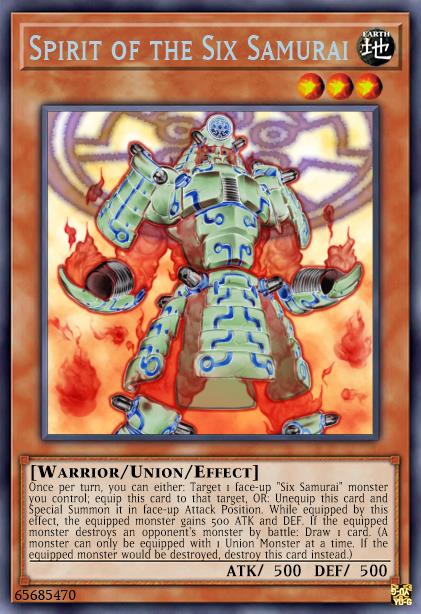 SPIRIT OF THE SIX SAMURAI
EARTH
地
[WARRIOR/UNION/EFFECT]
Once per turn, you can either: Target 1 face-up "Six Samurai" monster
you control; equip this card to that target, OR: Unequip this card and
Special Summon it in face-up Attack Position. While equipped by this
effect, the equipped monster gains 500 ATK and DEF. If the equipped
monster destroys an opponent's monster by battle: Draw 1 card. (A
monster can only be equipped with 1 Union Monster at a time. If the
equipped monster would be destroyed, destroy this card instead.)
ATK/ 500 DEF/ 500
65685470